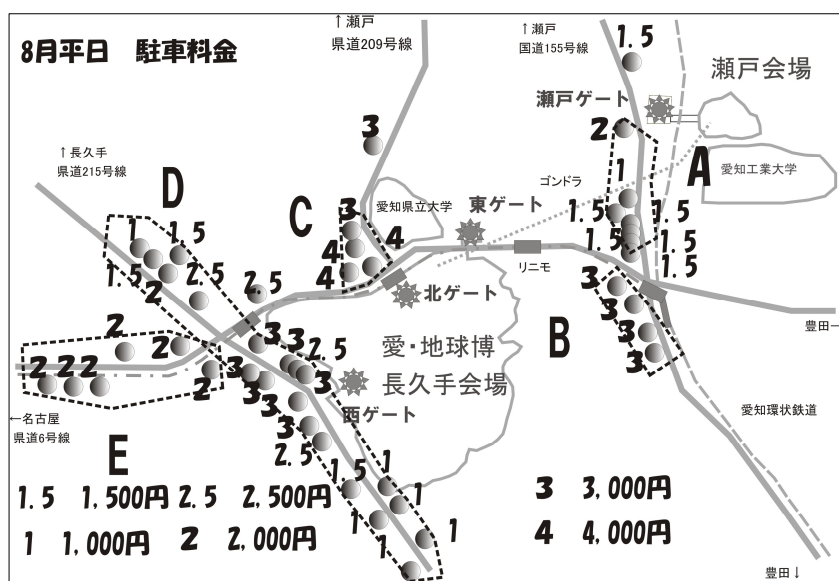 8月平日 駐車料金
↑瀬戸
県道209号線
↑瀬戸
国道155号線
1.5
瀬戸会場
瀬戸ゲート
3
2
↑長久手
県道215号線
D
C
愛知県立大学
ゴンドラ
1
A
愛知工業大学
3
東ゲート
1.5
1.5
1
1.5
4
4
1.5
1.5
1.5
リニモ
4
1.5
2
2.5
2.5
北ゲート
3
3
3
3
B
豊田→
2
2
3
3
2.5
愛・地球博
長久手会場
2
2
2
2
3
3
3
西ゲート
3
2.5
愛知環状鉄道
←名古屋
県道6号線
E
1.5
1
1
1
1
1
1.5 1,500円 2.5 2,500円
3 3,000円
1 1,000円 2 2,000円
4 4,000円
豊田↓